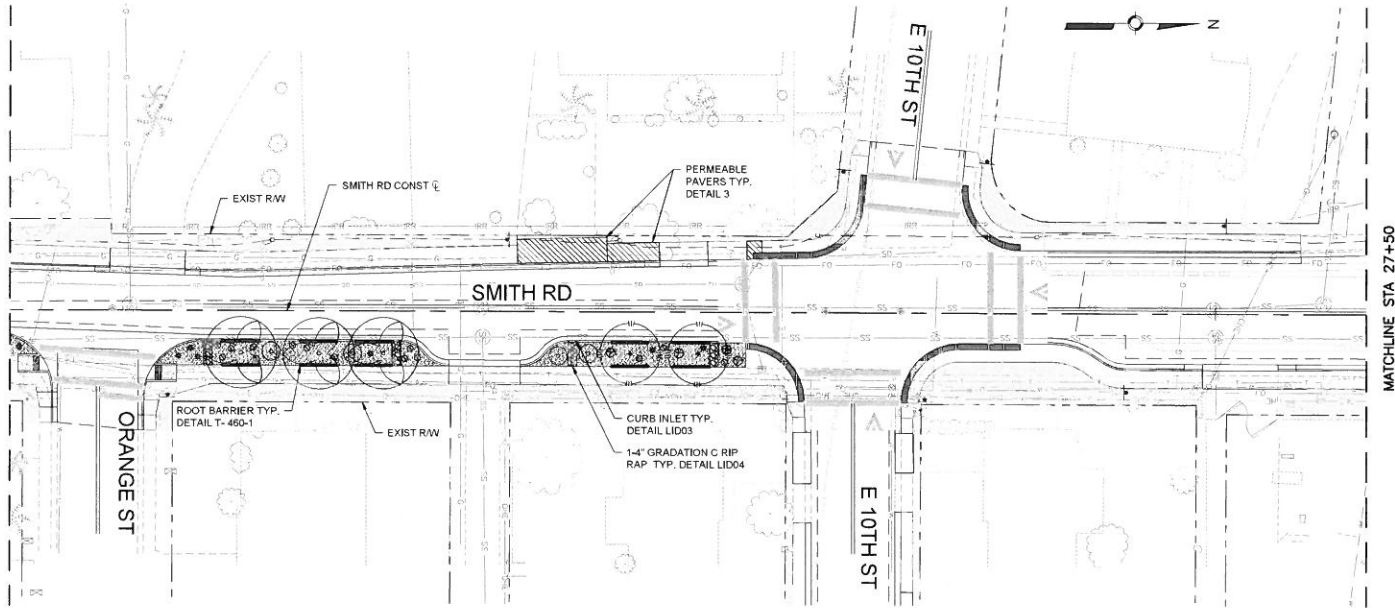 N
E 10TH ST
PERMEABLE
PAVERS TYP.
DETAIL 3
SMITH RD CONST ℄
EXIST R/W
SMITH RD
MATCHLINE STA 27+50
ROOT BARRIER TYP.
DETAIL T- 460-1
EXIST R/W
CURB INLET TYP.
DETAIL LID03
1-4" GRADATION C RIP
RAP TYP. DETAIL LID04
ORANGE ST
E 10TH ST